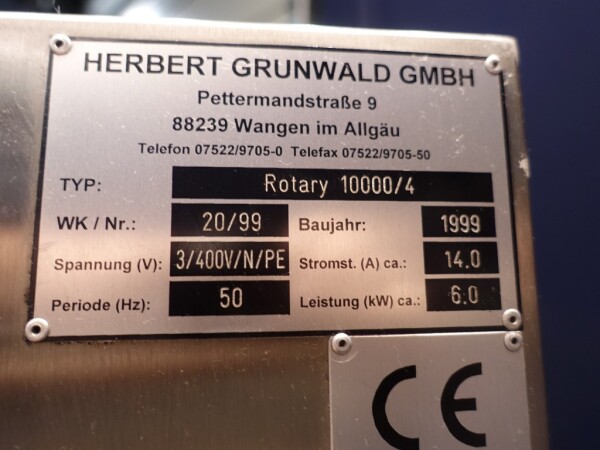 HERBERT GRUNWALD GMBH
Pettermandstraße 9
88239 Wangen im Allgäu
Telefon 07522/9705-0 Telefax 07522/9705-50
TYP: Rotary 10000/4
WK / Nr.: 20/99 Baujahr: 1999
Spannung (V): 3/400V/N/PE Stromst. (A) ca.: 14.0
Periode (Hz): 50 Leistung (kW) ca.: 6.0
CE